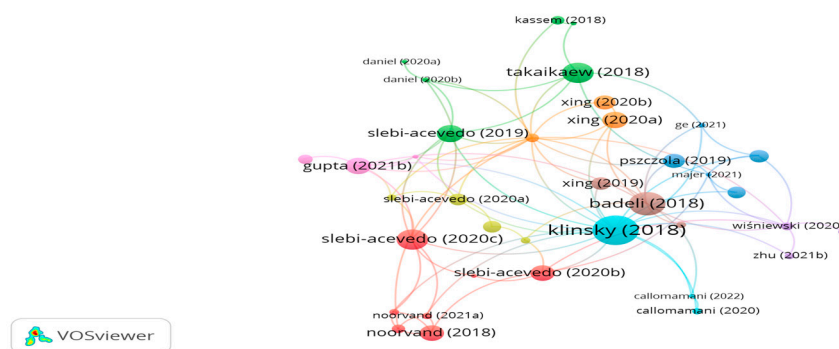 kassem (2018)
daniel (2020a)
takaikaew (2018)
daniel (2020b)
xing (2020b)
xing (2020a)
ge (2021)
slebi-acevedo (2019)
pszczola (2019)
gupta (2021b)
majer (2021)
xing (2019)
slebi-acevedo (2020a)
badeli (2018)
wiśniewski (2020
klinsky (2018)
slebi-acevedo (2020c)
zhu (2021b)
slebi-acevedo (2020b)
callomamani (2022)
callomamani (2020)
noorvand (2021a)
noorvand (2018)
VOSviewer